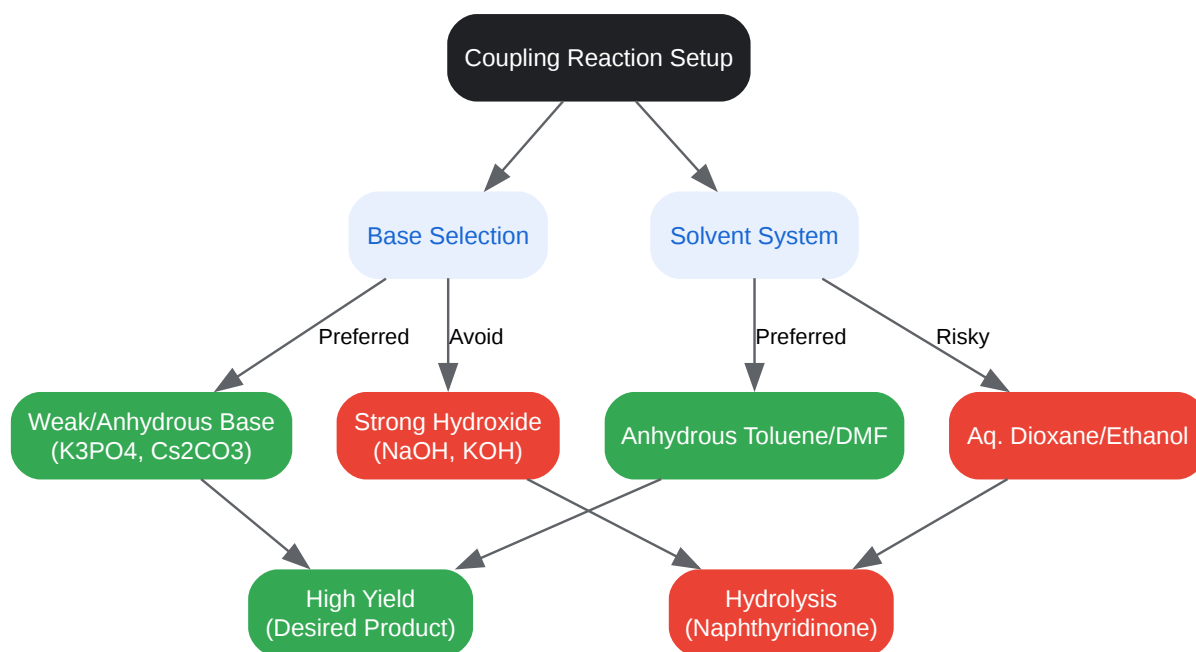 Coupling Reaction Setup
Base Selection
Solvent System
Preferred
Avoid
Preferred
Risky
Weak/Anhydrous Base
(K3PO4, Cs2CO3)
Strong Hydroxide
(NaOH, KOH)
Anhydrous Toluene/DMF
Aq. Dioxane/Ethanol
High Yield
(Desired Product)
Hydrolysis
(Naphthyridinone)